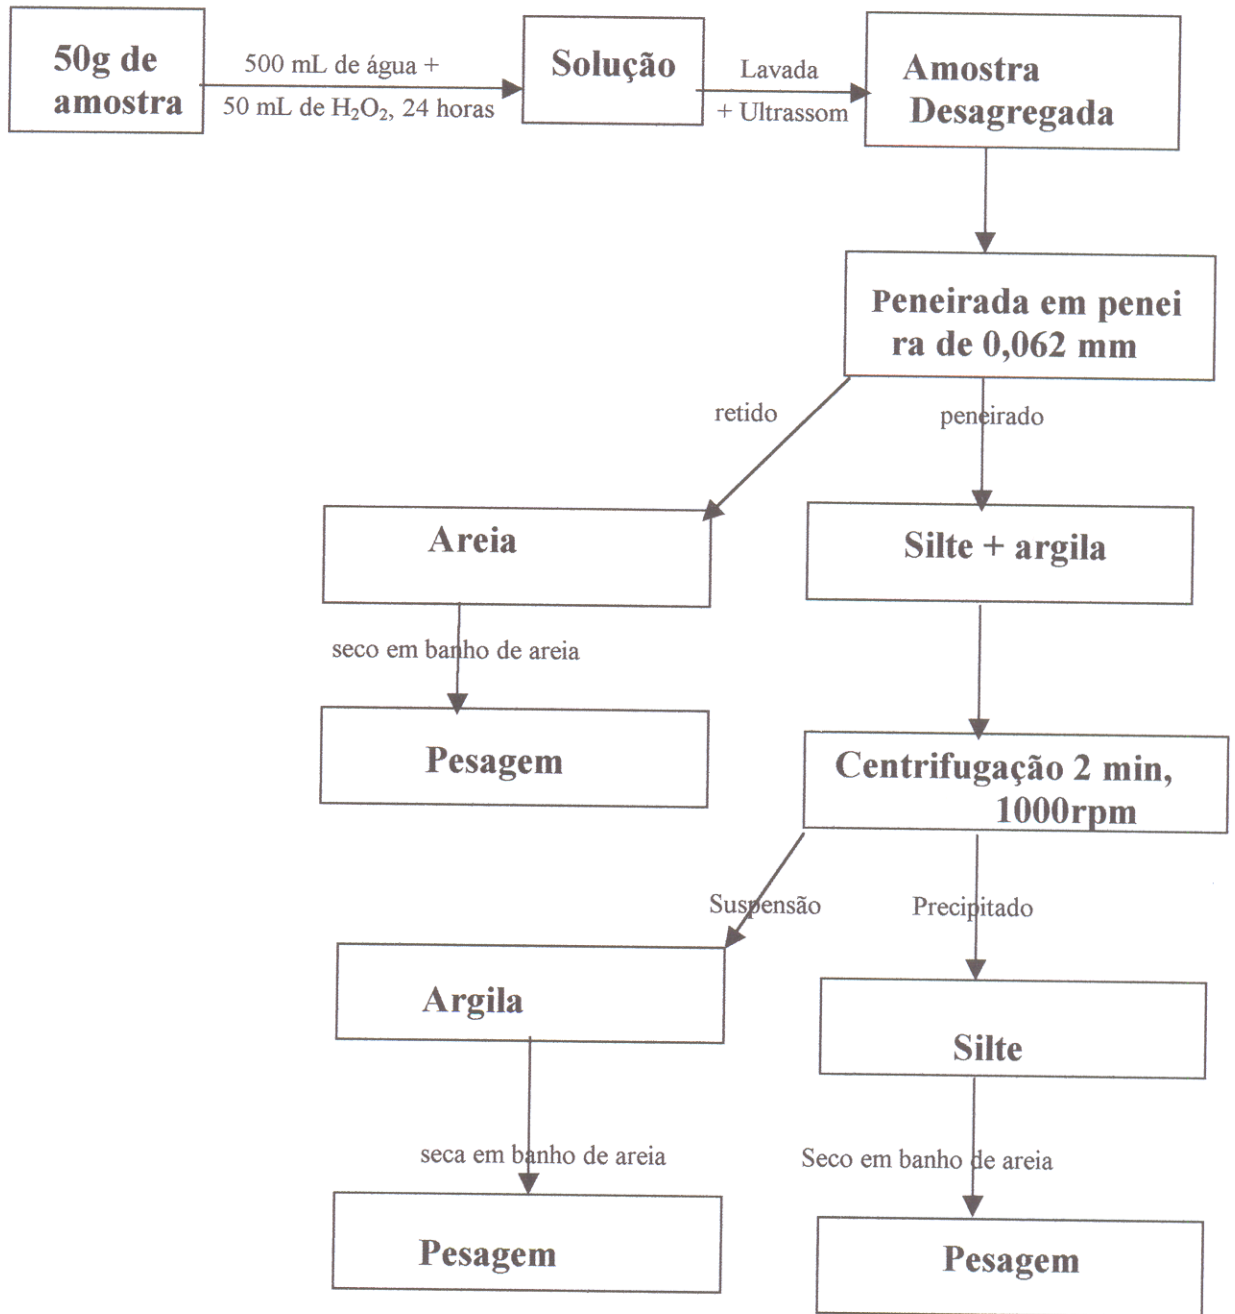 50g de
amostra
500 mL de água +
50 mL de H₂O₂, 24 horas
Solução
Lavada
+ Ultrassom
Amostra
Desagregada
Peneirada em penei
ra de 0,062 mm
retido
peneirado
Areia
Silte + argila
seco em banho de areia
Pesagem
Centrifugação 2 min,
1000rpm
Suspensão
Precipitado
Argila
Silte
seca em banho de areia
Seco em banho de areia
Pesagem
Pesagem